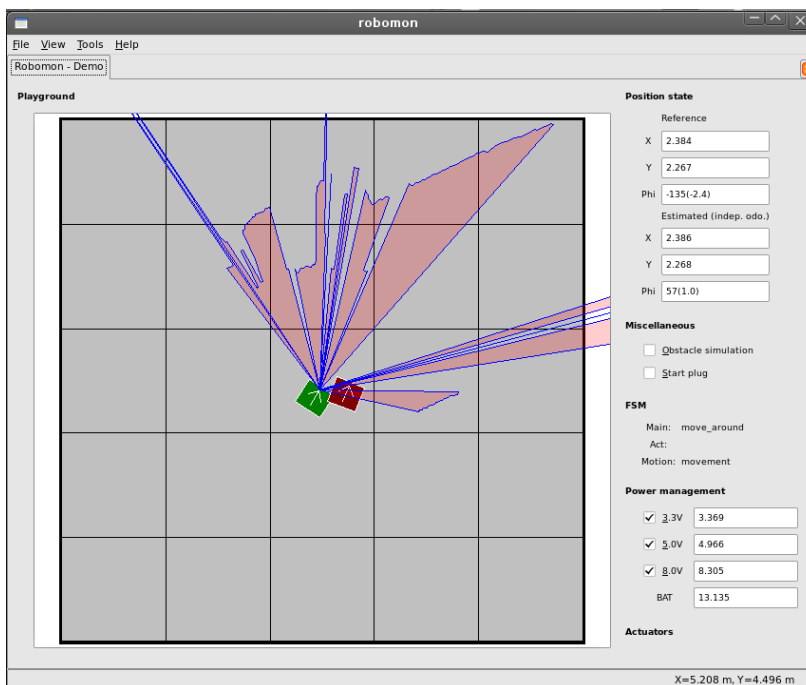 robomon
File View Tools Help
Robomon - Demo
Playground
Position state
Reference
X 2.384
Y 2.267
Phi -135(-2.4)
Estimated (indep. odo.)
X 2.386
Y 2.268
Phi 57(1.0)
Miscellaneous
Obstacle simulation
Start plug
FSM
Main: move_around
Act:
Motion: movement
Power management
3.3V 3.369
5.0V 4.966
8.0V 8.305
BAT 13.135
Actuators
X=5.208 m, Y=4.496 m